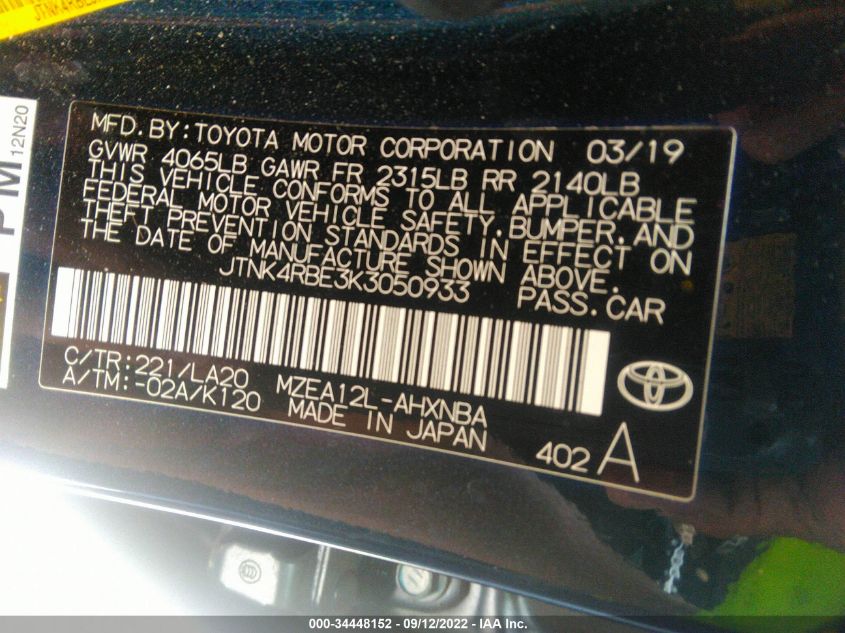 JTNK4RBE
12N20
PM
MFD.BY:TOYOTA MOTOR CORPORATION 03/19
GVWR 4065LB GAWR FR 2315LB RR 2140LB
THIS VEHICLE CONFORMS TO ALL APPLICABLE
FEDERAL MOTOR VEHICLE SAFETY,BUMPER,AND
THEFT PREVENTION STANDARDS IN EFFECT ON
THE DATE OF MANUFACTURE SHOWN ABOVE.
JTNK4RBE3K3050933 PASS.CAR
C/TR:221/LA20 MZEA12L-AHXNBA
A/TM:-02A/K120 MADE IN JAPAN
402 A
000-34448152 - 09/12/2022 - IAA Inc.